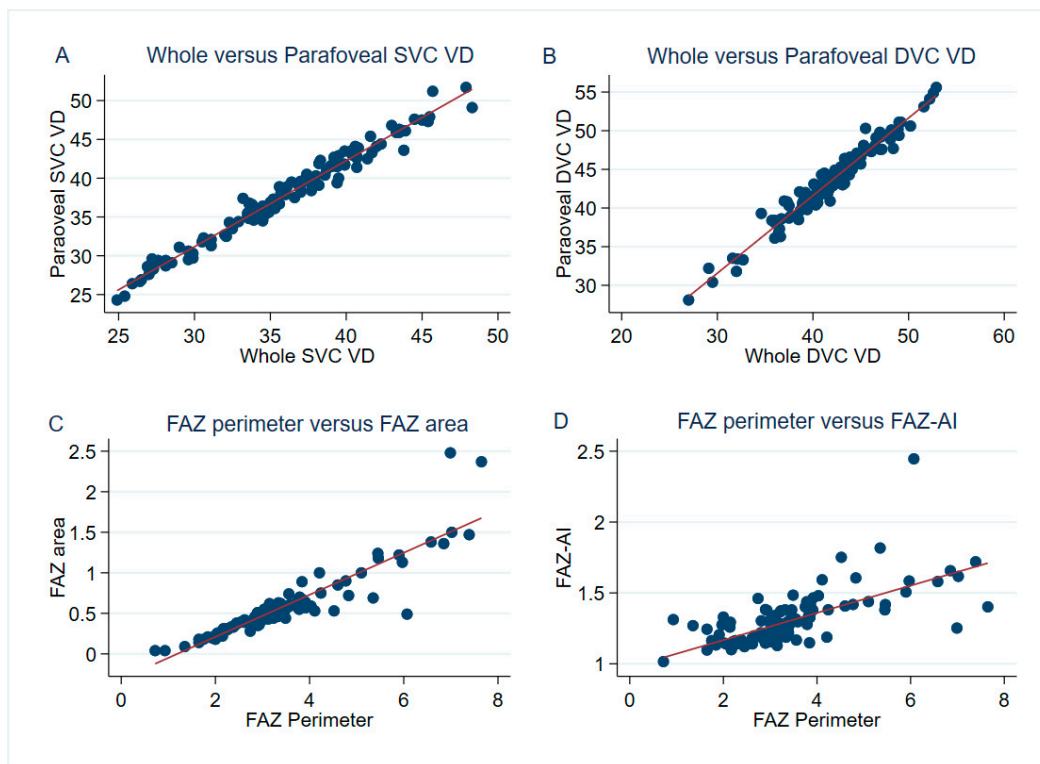 A Whole versus Parafoveal SVC VD
Paraoveal SVC VD
50
45
40
35
30
25
25 30 35 40 45 50
Whole SVC VD
B Whole versus Parafoveal DVC VD
Paraoveal DVC VD
55
50
45
40
35
30
20 30 40 50 60
Whole DVC VD
C FAZ perimeter versus FAZ area
FAZ area
2.5
2
1.5
1
0.5
0
0 2 4 6 8
FAZ Perimeter
D FAZ perimeter versus FAZ-AI
FAZ-AI
2.5
2
1.5
1
0 2 4 6 8
FAZ Perimeter